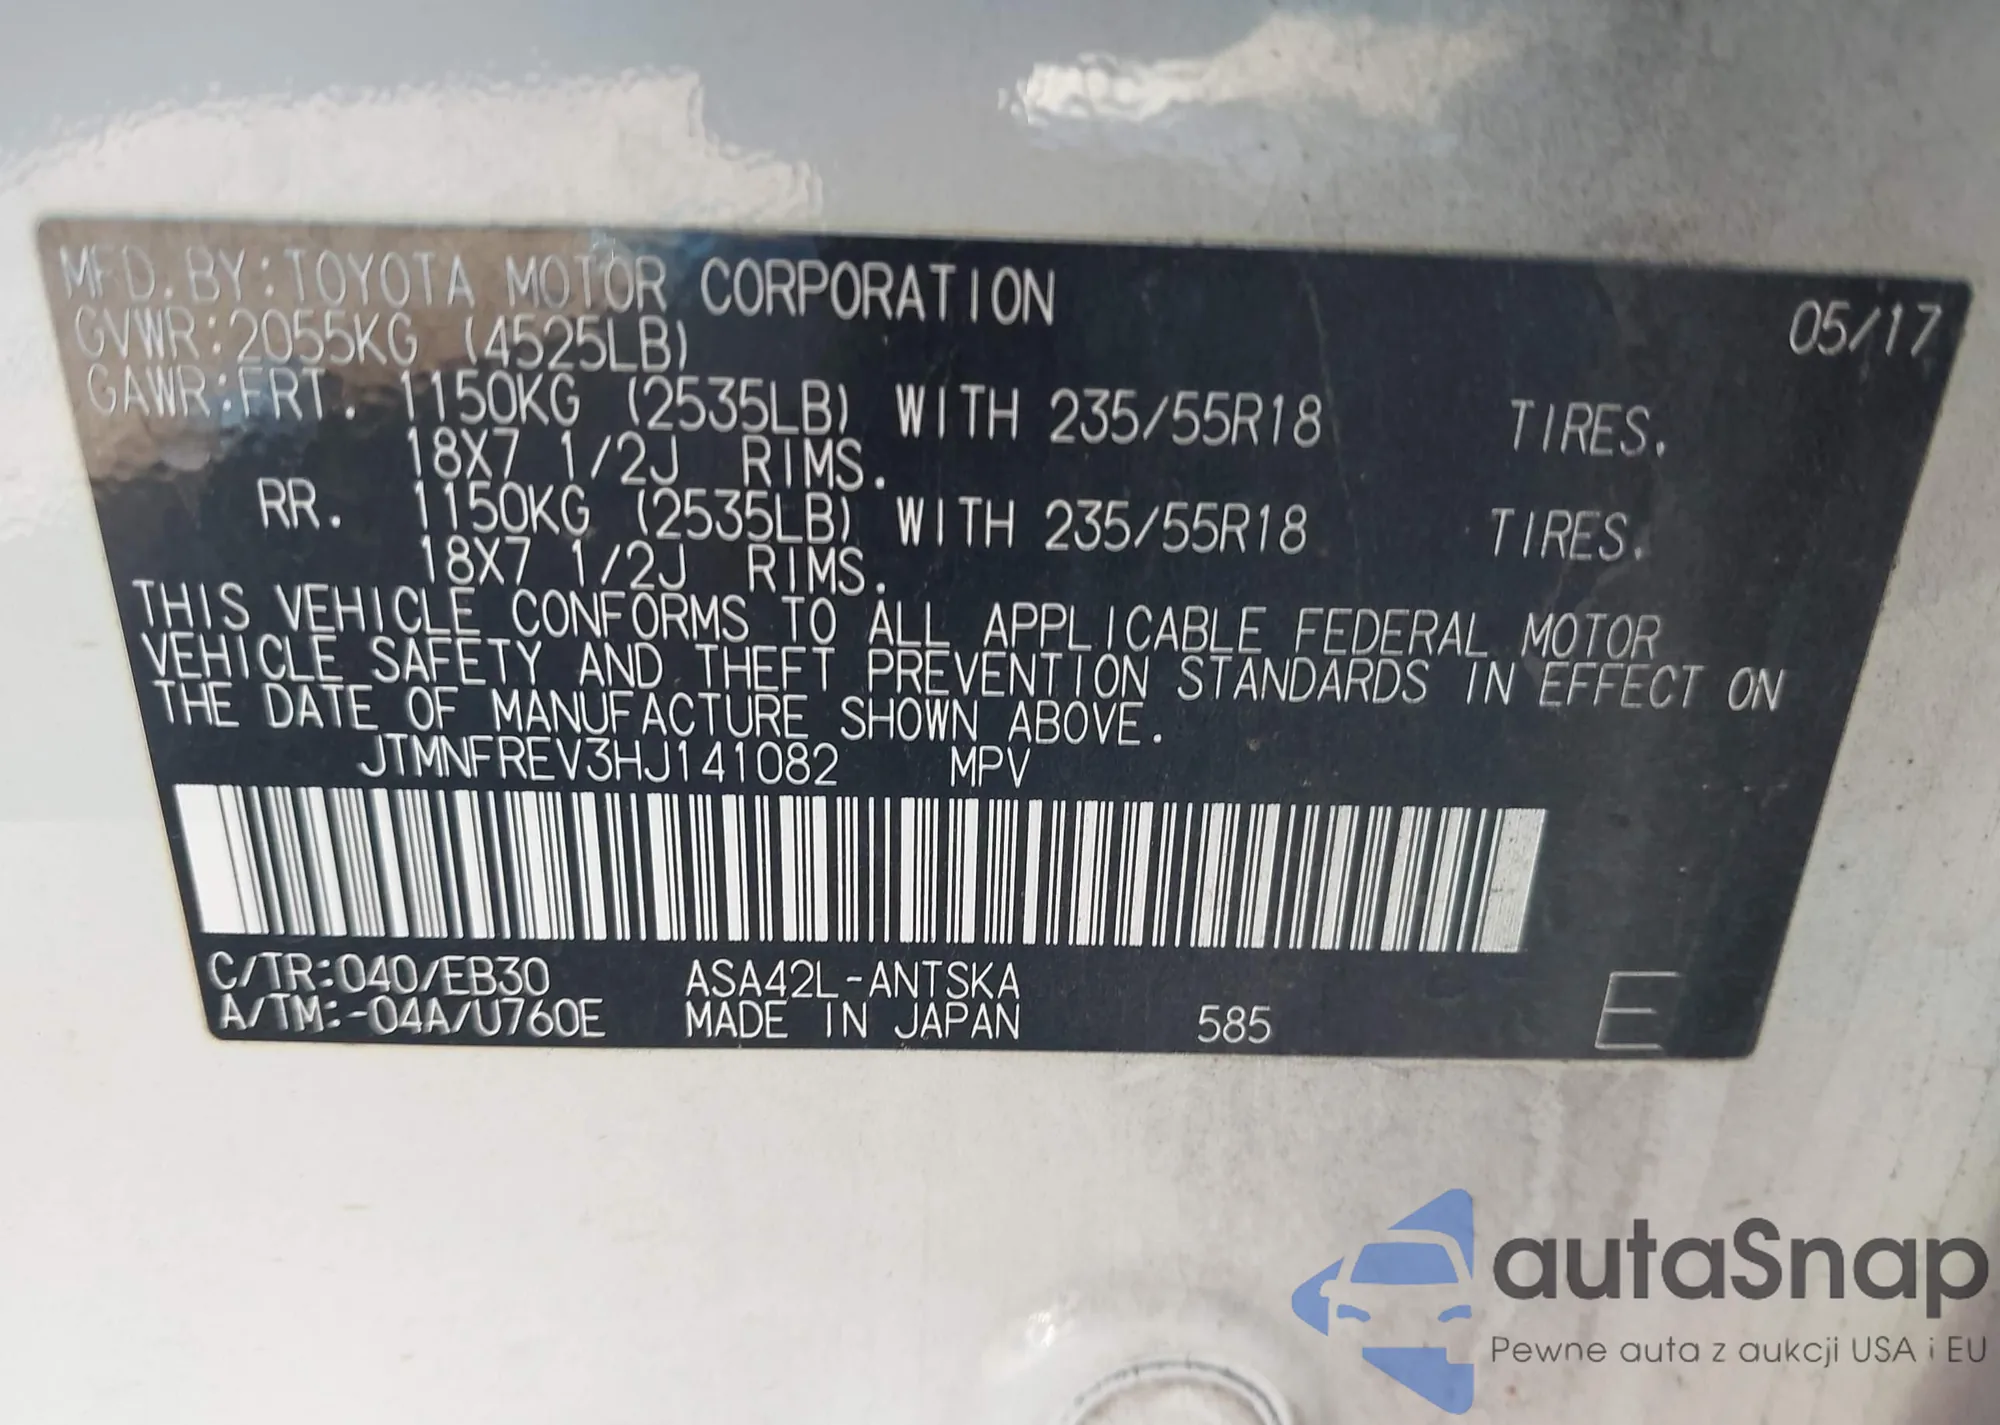 MFD. BY: TOYOTA MOTOR CORPORATION 05/17
GVWR: 2055KG (4525LB)
GAWR: FRT. 1150KG (2535LB) WITH 235/55R18 TIRES.
18X7 1/2J RIMS.
RR. 1150KG (2535LB) WITH 235/55R18 TIRES.
18X7 1/2J RIMS.
THIS VEHICLE CONFORMS TO ALL APPLICABLE FEDERAL MOTOR
VEHICLE SAFETY AND THEFT PREVENTION STANDARDS IN EFFECT ON
THE DATE OF MANUFACTURE SHOWN ABOVE.
JTMNFREV3HJ141082 MPV
C/TR: 040/EB30 ASA42L-ANTSKA
A/TM: -04A/U760E MADE IN JAPAN 585 E
autaSnap
Pewne auta z aukcji USA i EU